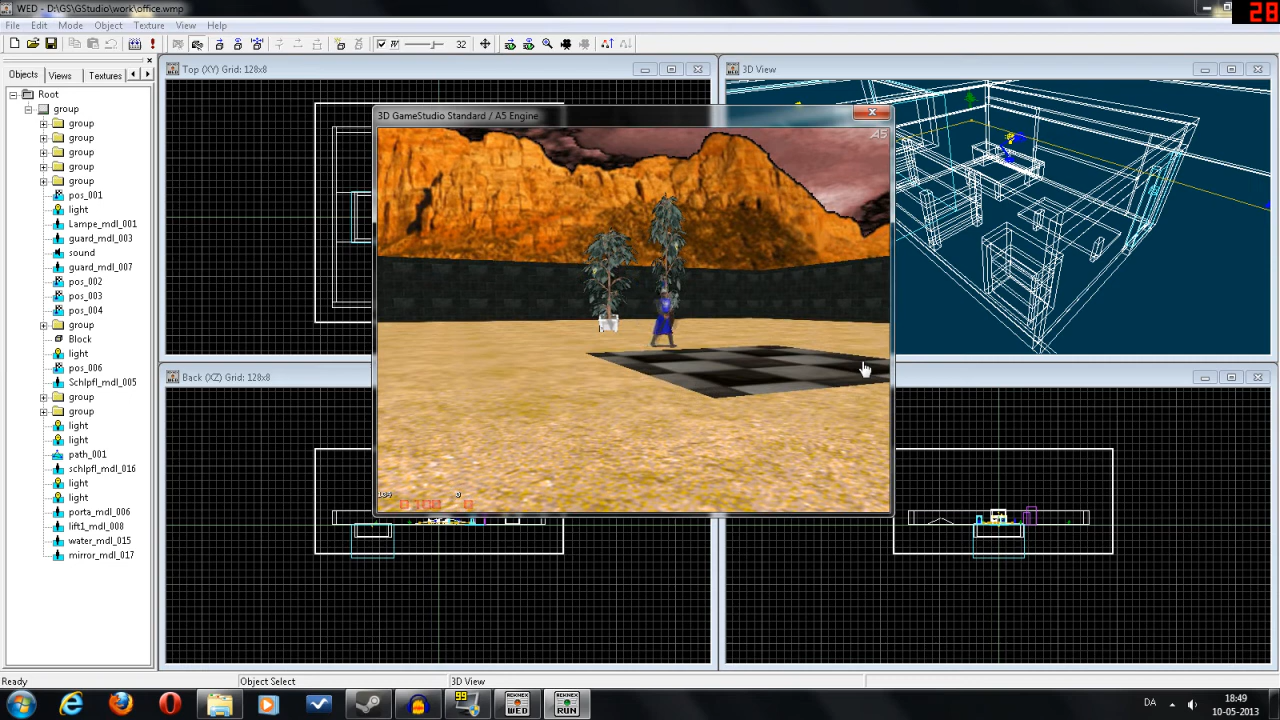 WED - D:\GS\GStudio\work\office.wmp
28
File Edit Mode Object Texture View Help
32
Objects Views Textures
Root
group
group
group
group
group
group
pos_001
light
Lampe_mdl_001
guard_mdl_003
sound
guard_mdl_007
pos_002
pos_003
pos_004
group
Block
light
pos_006
Schlpfl_mdl_005
group
group
light
light
path_001
schlpfl_mdl_016
light
light
porta_mdl_006
lift1_mdl_008
water_mdl_015
mirror_mdl_017
Top (XY) Grid: 128x8
3D View
3D GameStudio Standard / A5 Engine
A5
0
Back (XZ) Grid: 128x8
Ready
Object Select
3D View
99
WED
RUN
DA
18:49
10-05-2013